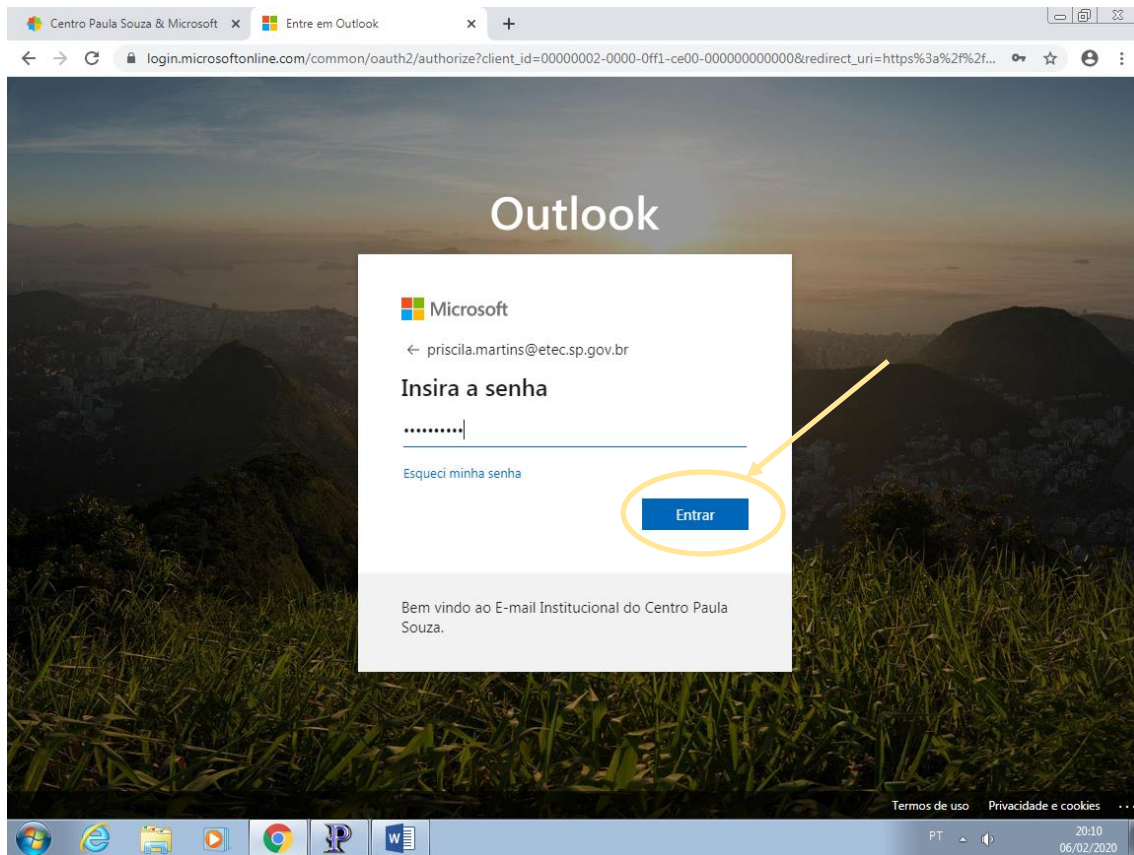 Centro Paula Souza & Microsoft
Entre em Outlook
login.microsoftonline.com/common/oauth2/authorize?client_id=00000002-0000-0ff1-ce00-000000000000&redirect_uri=https%3a%2f%2f...
Outlook
Microsoft
priscila.martins@etec.sp.gov.br
Insira a senha
Esqueci minha senha
Entrar
Bem vindo ao E-mail Institucional do Centro Paula
Souza.
Termos de uso Privacidade e cookies ...
PT 20:10
06/02/2020